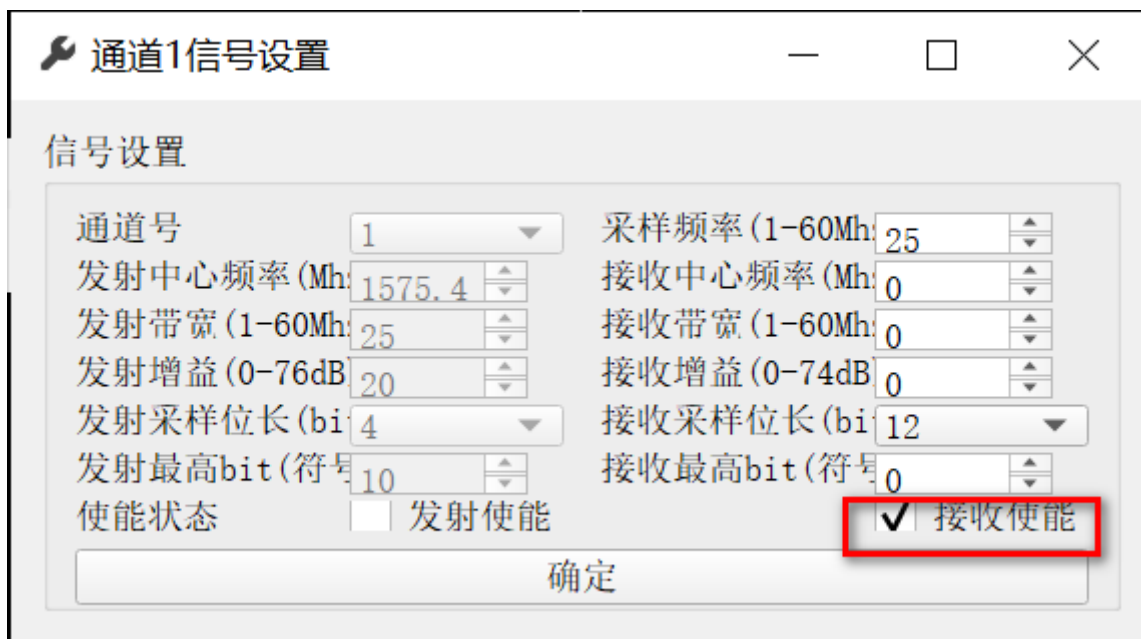 通道1信号设置
信号设置
通道号 1 采样频率(1-60Mh 25
发射中心频率(Mh 1575.4 接收中心频率(Mh 0
发射带宽(1-60Mh 25 接收带宽(1-60Mh 0
发射增益(0-76dB 20 接收增益(0-74dB 0
发射采样位长(bi 4 接收采样位长(bi 12
发射最高bit(符号 10 接收最高bit(符号 0
使能状态 发射使能 接收使能
确定